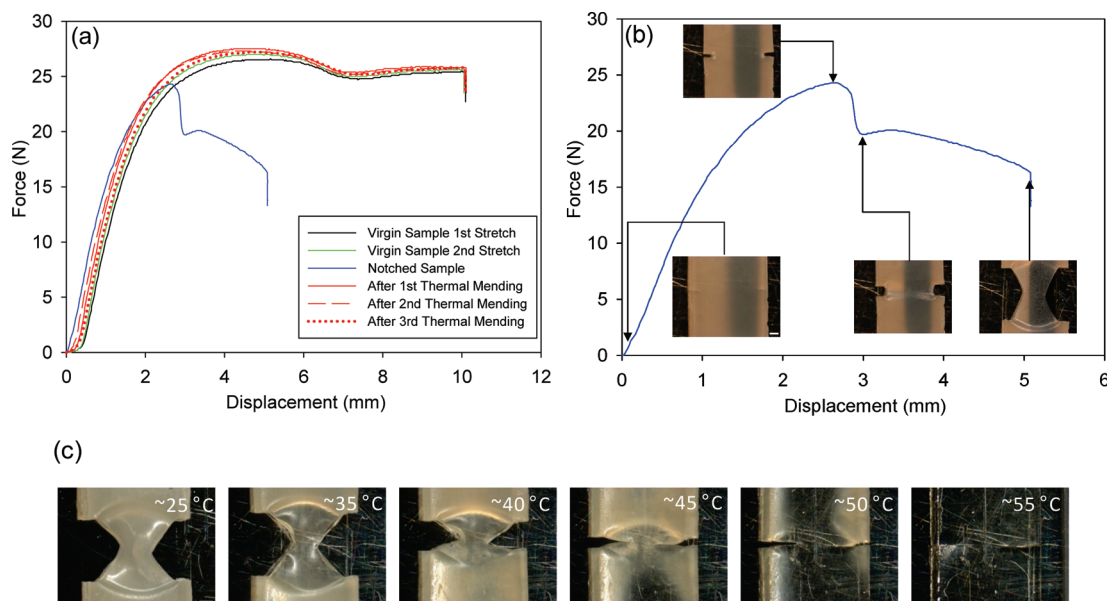 (a)
30
25
20
15
10
5
0
Force (N)
0 2 4 6 8 10 12
Displacement (mm)
Virgin Sample 1st Stretch
Virgin Sample 2nd Stretch
Notched Sample
After 1st Thermal Mending
After 2nd Thermal Mending
After 3rd Thermal Mending
(b)
30
25
20
15
10
5
0
Force (N)
0 1 2 3 4 5 6
Displacement (mm)
(c)
~25 °C ~35 °C ~40 °C ~45 °C ~50 °C ~55 °C